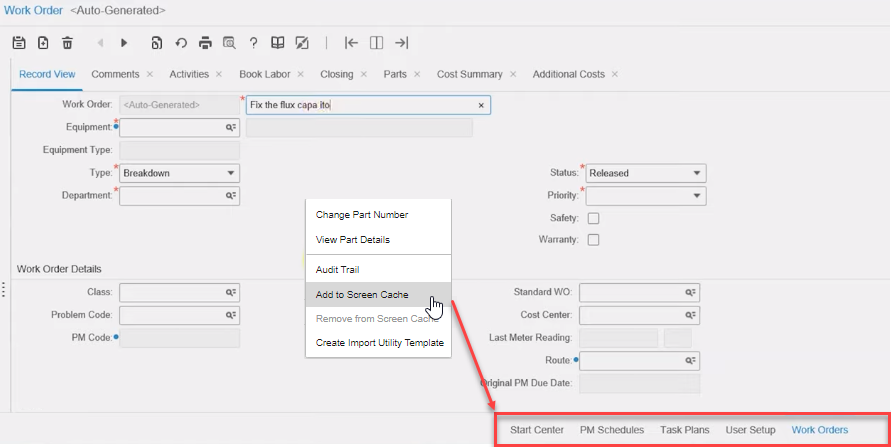 Work Order <Auto-Generated>
Record View Comments × Activities × Book Labor × Closing × Parts × Cost Summary × Additional Costs ×
Work Order: <Auto-Generated> * Fix the flux capa ito ×
Equipment: *
Equipment Type:
Type: * Breakdown Status: * Released
Department: * Priority: *
Safety:
Warranty:
Change Part Number
View Part Details
Audit Trail
Add to Screen Cache
Remove from Screen Cache
Create Import Utility Template
Work Order Details
Class: Standard WO:
Problem Code: Cost Center:
PM Code: Last Meter Reading:
Route:
Original PM Due Date:
Start Center PM Schedules Task Plans User Setup Work Orders